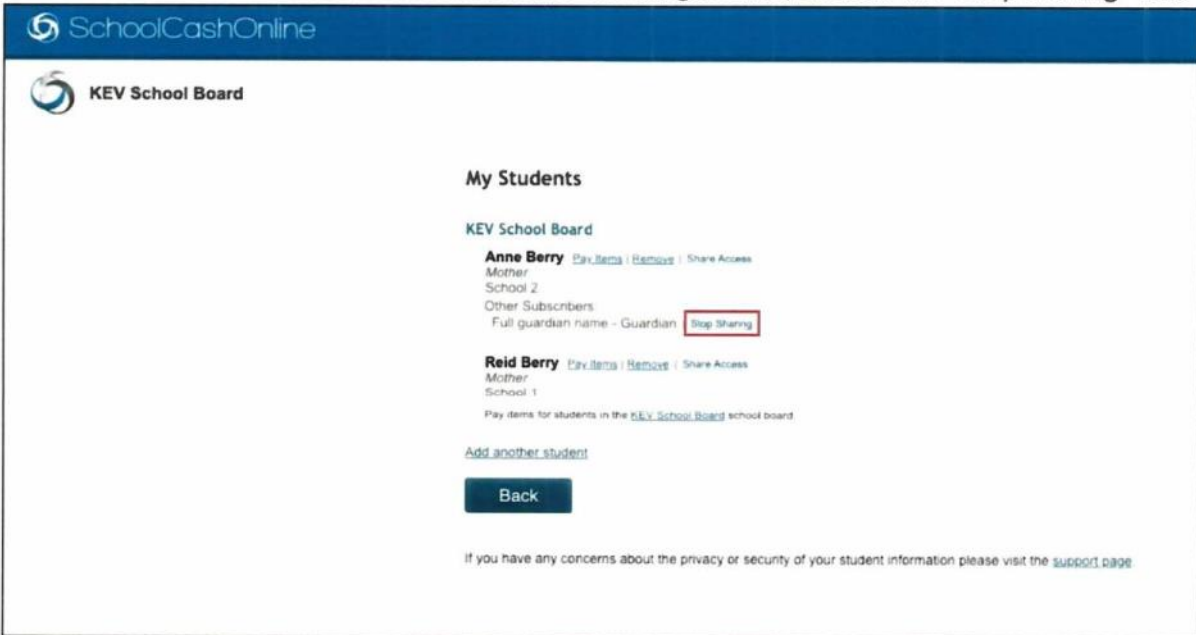 SchoolCashOnline
KEV School Board
My Students
KEV School Board
Anne Berry Pay Items | Remove | Share Access
Mother
School 2
Other Subscribers
Full guardian name - Guardian Stop Sharing
Reid Berry Pay Items | Remove | Share Access
Mother
School 1
Pay items for students in the KEV School Board school board.
Add another student
Back
If you have any concerns about the privacy or security of your student information please visit the support page